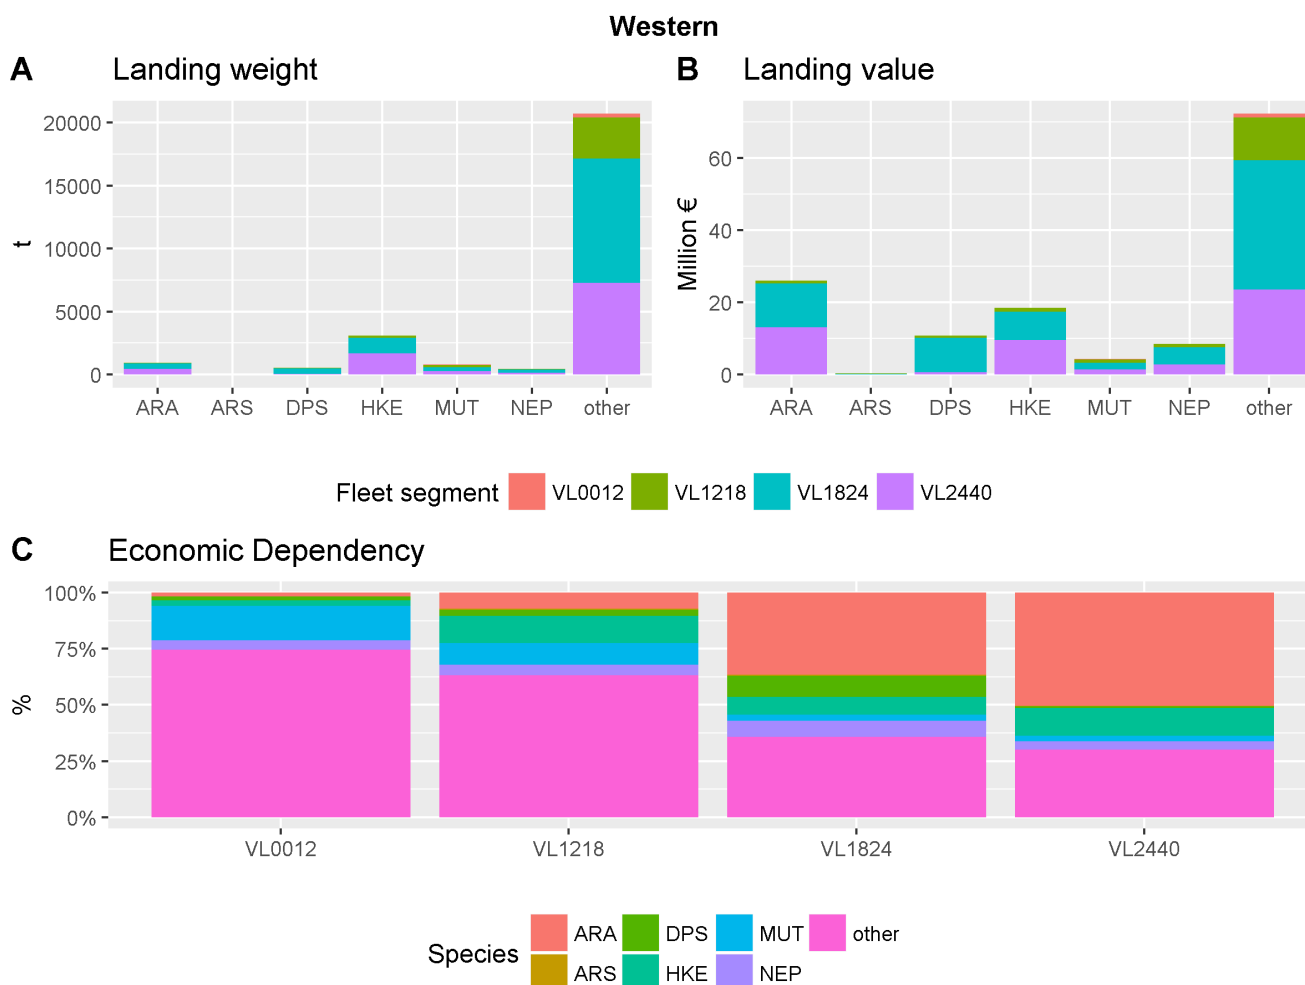 Western
A Landing weight
20000
15000
10000
5000
0
t
ARA ARS DPS HKE MUT NEP other
B Landing value
60
40
20
0
Million €
ARA ARS DPS HKE MUT NEP other
Fleet segment VL0012 VL1218 VL1824 VL2440
C Economic Dependency
100%
75%
50%
25%
0%
%
VL0012 VL1218 VL1824 VL2440
Species
ARA DPS MUT other
ARS HKE NEP